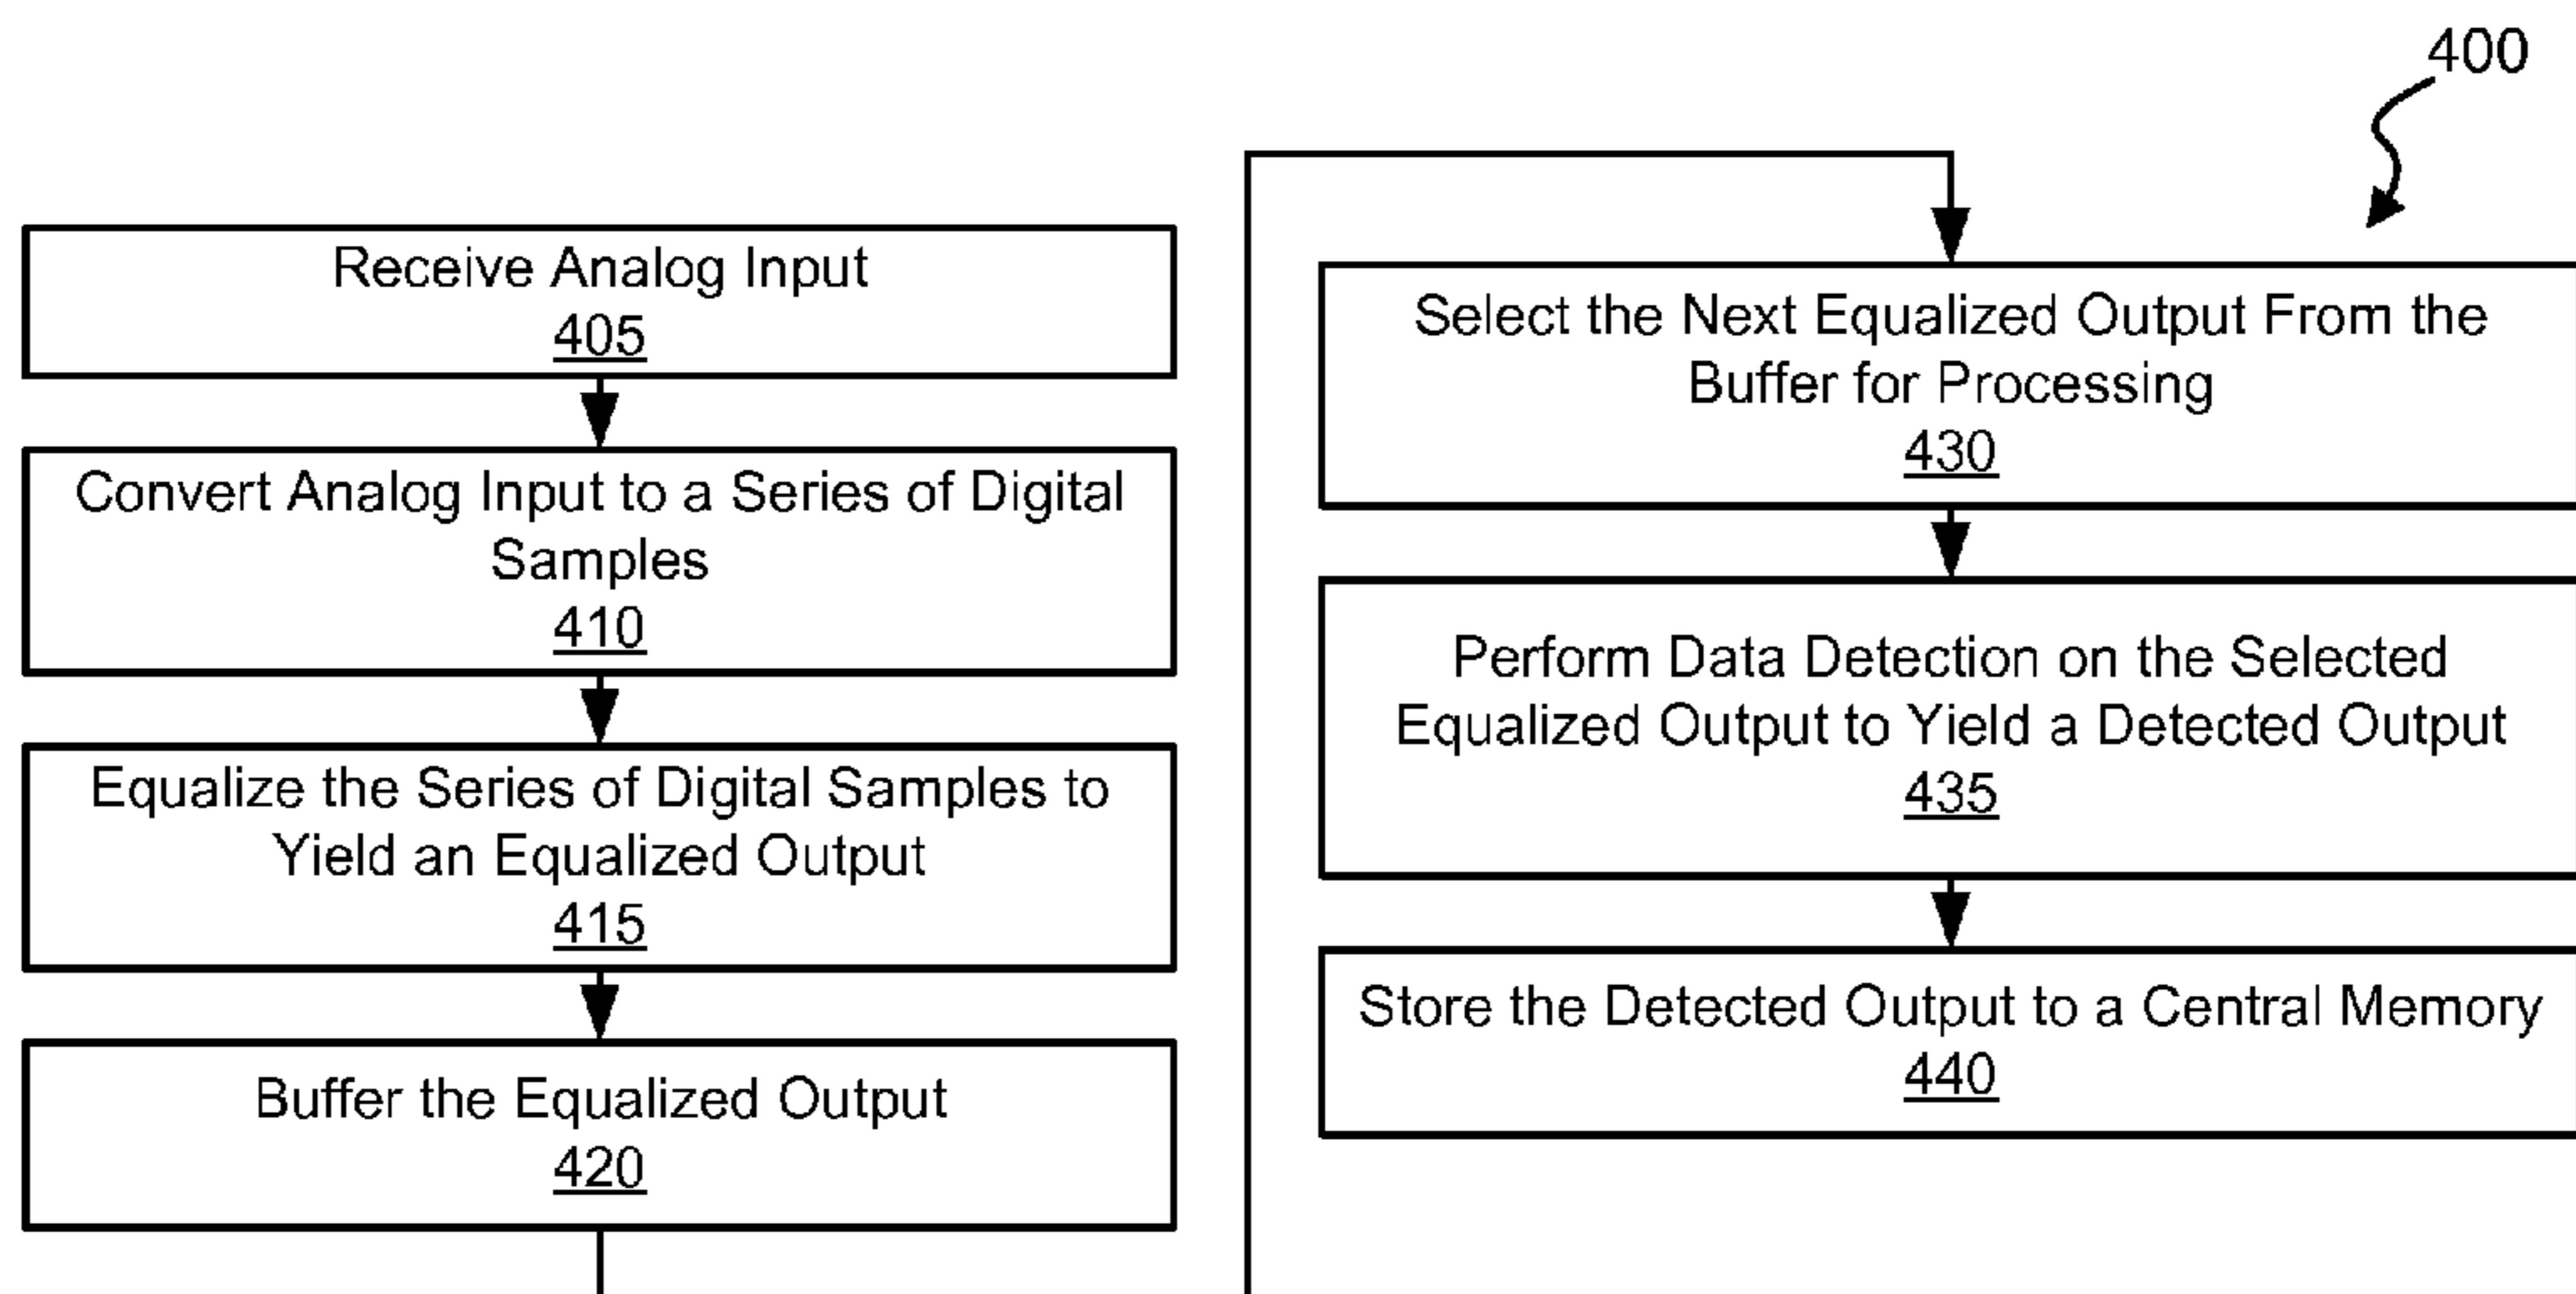 400
Receive Analog Input
405
Convert Analog Input to a Series of Digital
Samples
410
Equalize the Series of Digital Samples to
Yield an Equalized Output
415
Buffer the Equalized Output
420
Select the Next Equalized Output From the
Buffer for Processing
430
Perform Data Detection on the Selected
Equalized Output to Yield a Detected Output
435
Store the Detected Output to a Central Memory
440